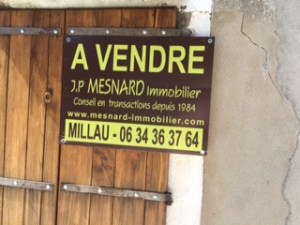 A VENDRE
J.P MESNARD Immobilier
Conseil en transactions depuis 1984
www.mesnard-immobilier.com
MILLAU - 06 34 36 37 64